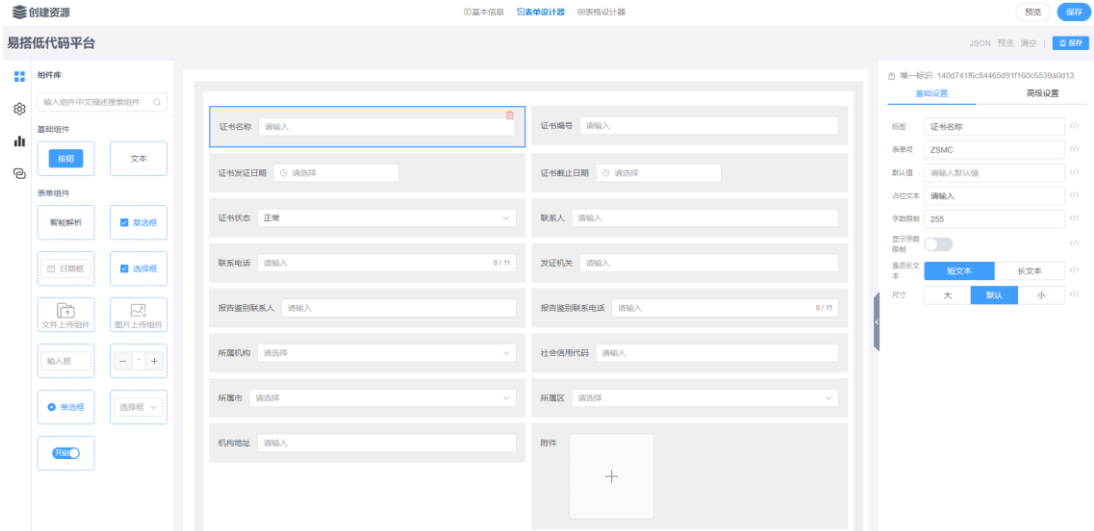 创建资源
基本信息 表单设计器 表格设计器
预览 保存
易搭低代码平台
JSON 预览 清空 | 保存
组件库
输入组件中文描述搜索组件
基础组件
按钮 文本
表单组件
智能解析 复选框
日期框 选择框
文件上传组件 图片上传组件
输入框 - +
单选框 选择框
开启
证书名称 请输入
证书编号 请输入
证书发证日期 请选择
证书截止日期 请选择
证书状态 正常
联系人 请输入
联系电话 请输入 0 / 11
发证机关 请输入
报告鉴别联系人 请输入
报告鉴别联系电话 请输入 0 / 11
所属机构 请选择
社会信用代码 请输入
所属市 请选择
所属区 请选择
机构地址 请输入
附件
+
唯一标识 140d741f6c84465d91f160c6539a0d13
基础设置 高级设置
标签 证书名称
表单项 ZSMC
默认值 请输入默认值
占位文本 请输入
字数限制 255
显示字数
限制
是否长文
本 短文本 长文本
尺寸 大 默认 小